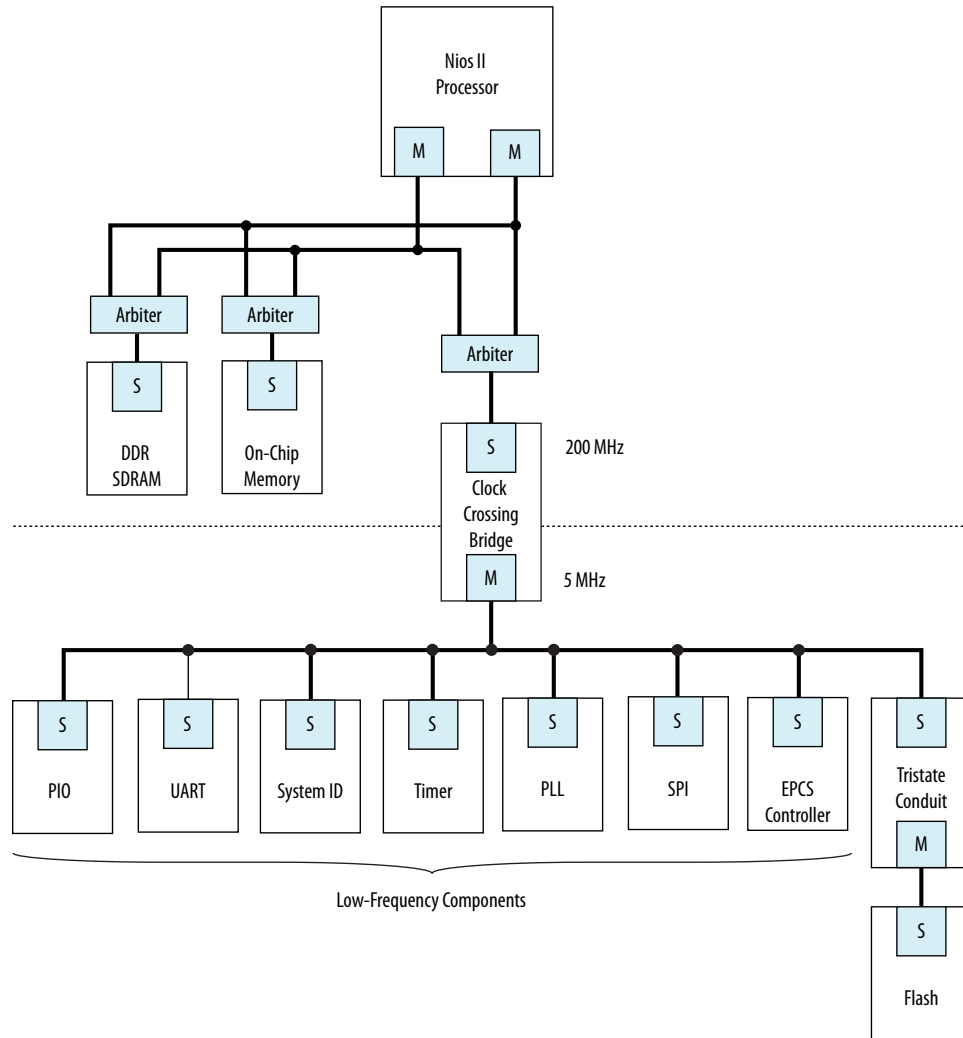 Nios II
Processor
M
M
Arbiter
Arbiter
Arbiter
S
S
DDR
SDRAM
On-Chip
Memory
S
200 MHz
Clock
Crossing
Bridge
M
5 MHz
S
S
S
S
S
S
S
S
PIO
UART
System ID
Timer
PLL
SPI
EPCS
Controller
Tristate
Conduit
M
Low-Frequency Components
S
Flash